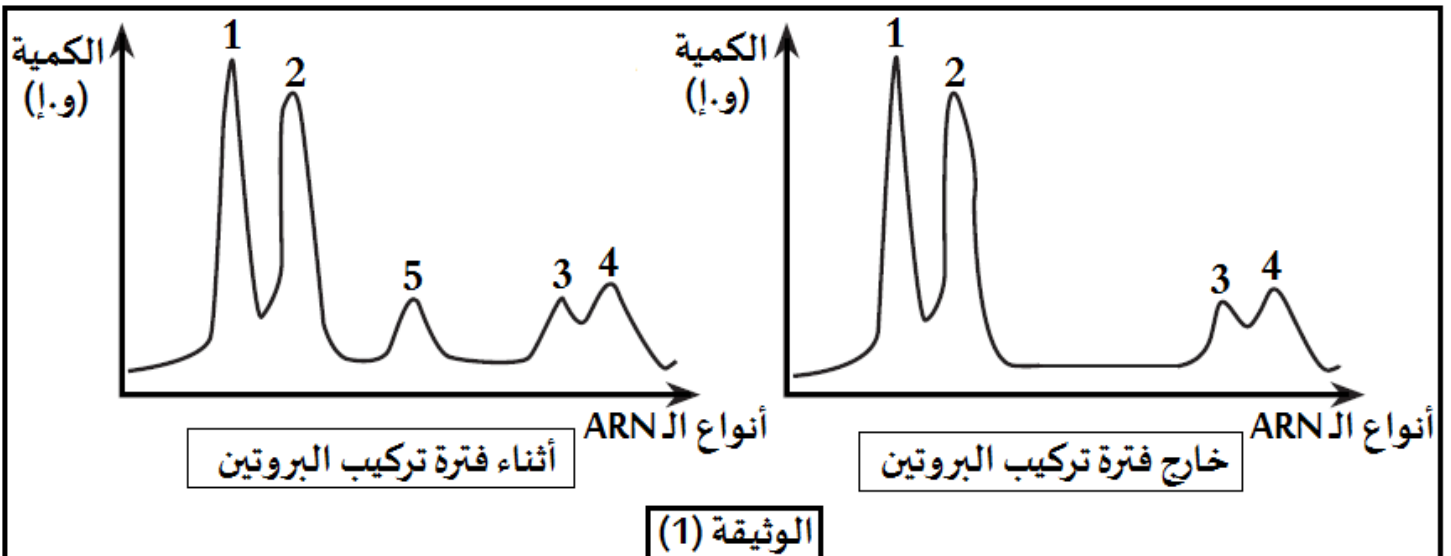 الكمية
(و.إ)
1
2
5
3
4
أنواع الـ ARN
أثناء فترة تركيب البروتين
الكمية
(و.إ)
1
2
3
4
أنواع الـ ARN
خارج فترة تركيب البروتين
الوثيقة (1)